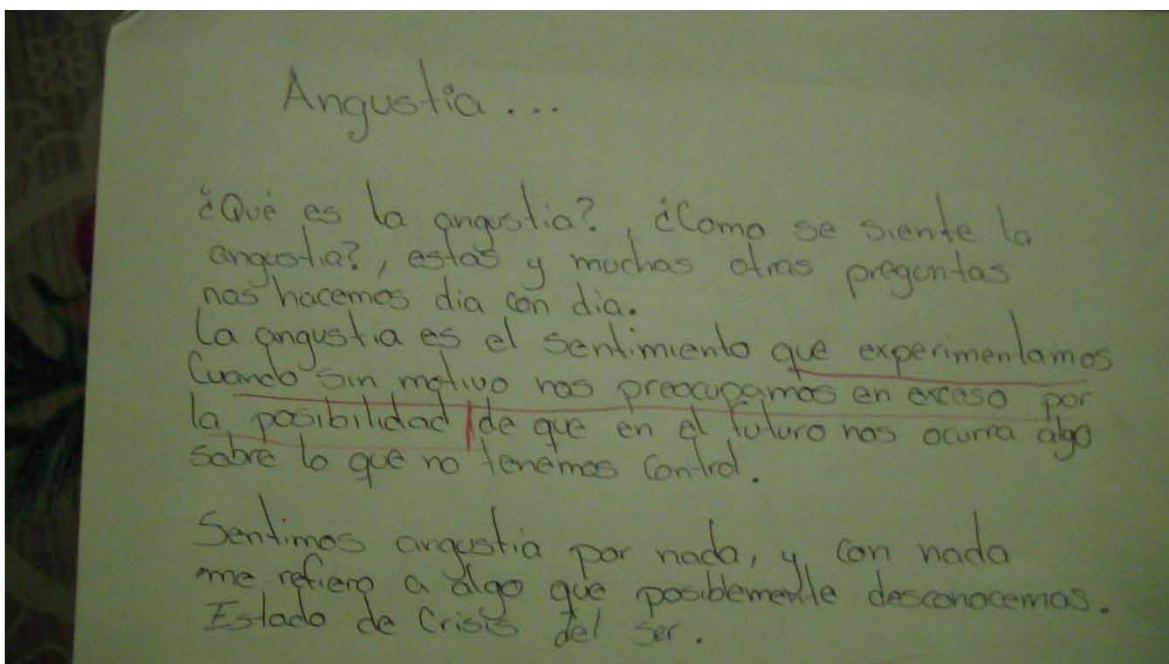 Angustia...
¿Qué es la angustia?, ¿Como se siente la
angustia?, estas y muchas otras preguntas
nos hacemos dia con dia.
La angustia es el sentimiento que experimentamos
Cuando sin motivo nos preocupamos en exceso por
la posibilidad de que en el futuro nos ocurra algo
sobre lo que no tenemos control.
Sentimos angustia por nada, y con nada
me refiero a algo que posiblemente desconocemos.
Estado de Crisis del ser.